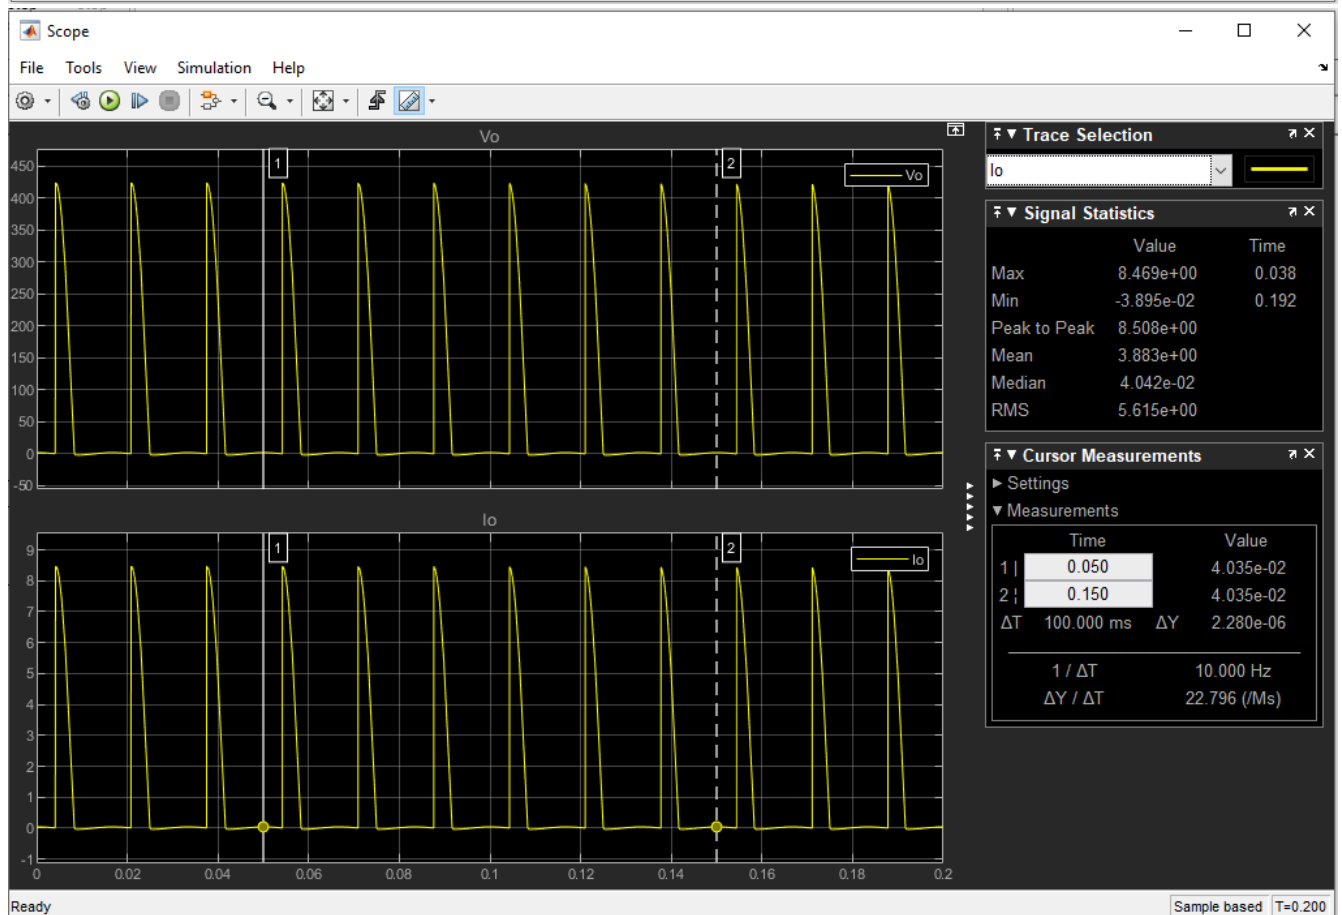 Scope
File Tools View Simulation Help
Vo
1
2
Vo
450
400
350
300
250
200
150
100
50
0
-50
Io
1
2
Io
9
8
7
6
5
4
3
2
1
0
-1
0 0.02 0.04 0.06 0.08 0.1 0.12 0.14 0.16 0.18 0.2
Trace Selection
Io
Signal Statistics
Value Time
Max 8.469e+00 0.038
Min -3.895e-02 0.192
Peak to Peak 8.508e+00
Mean 3.883e+00
Median 4.042e-02
RMS 5.615e+00
Cursor Measurements
Settings
Measurements
Time Value
1 | 0.050 4.035e-02
2 ¦ 0.150 4.035e-02
ΔT 100.000 ms ΔY 2.280e-06
1 / ΔT 10.000 Hz
ΔY / ΔT 22.796 (/Ms)
Ready
Sample based T=0.200